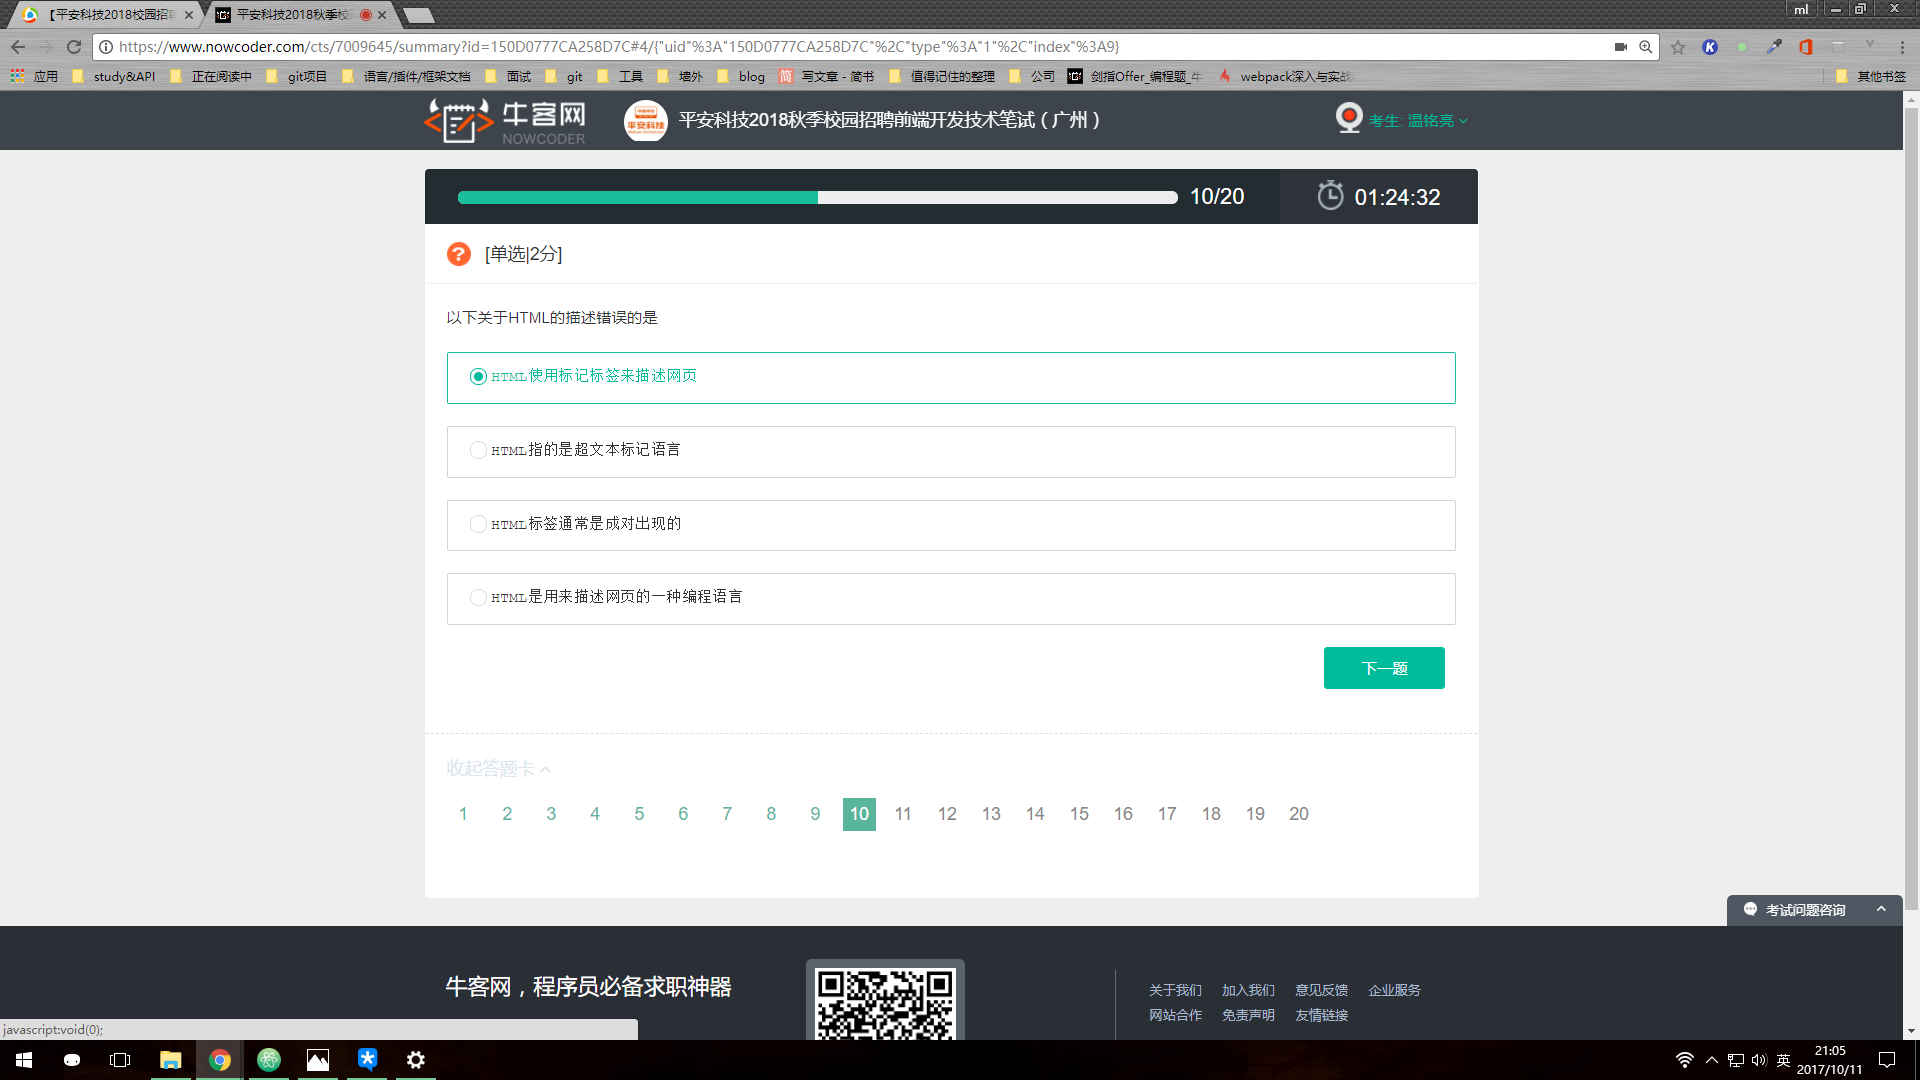 【平安科技2018校园招聘
平安科技2018秋季校
ml
https://www.nowcoder.com/cts/7009645/summary?id=150D0777CA258D7C#4/{"uid"%3A"150D0777CA258D7C"%2C"type"%3A"1"%2C"index"%3A9}
应用 study&API 正在阅读中 git项目 语言/插件/框架文档 面试 git 工具 墙外 blog 简 写文章 - 简书 值得记住的整理 公司 剑指Offer_编程题_牛 webpack深入与实战 其他书签
牛客网
NOWCODER
平安科技
平安科技2018秋季校园招聘前端开发技术笔试（广州）
考生: 温铭亮
10/20
01:24:32
[单选|2分]
以下关于HTML的描述错误的是
HTML使用标记标签来描述网页
HTML指的是超文本标记语言
HTML标签通常是成对出现的
HTML是用来描述网页的一种编程语言
下一题
收起答题卡
1 2 3 4 5 6 7 8 9 10 11 12 13 14 15 16 17 18 19 20
考试问题咨询
牛客网，程序员必备求职神器
关于我们 加入我们 意见反馈 企业服务
网站合作 免责声明 友情链接
javascript:void(0);
英
21:05
2017/10/11